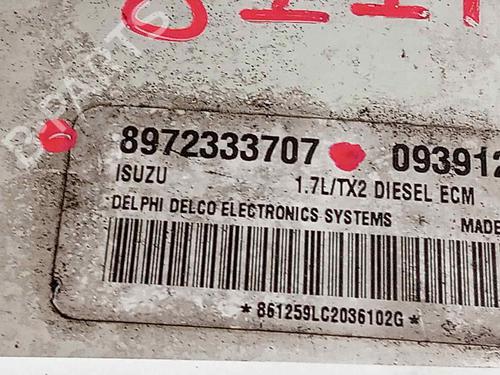 B-PARTS
8972333707 093912
ISUZU 1.7L/TX2 DIESEL ECM
DELPHI DELCO ELECTRONICS SYSTEMS MADE
*861259LC2036102G*